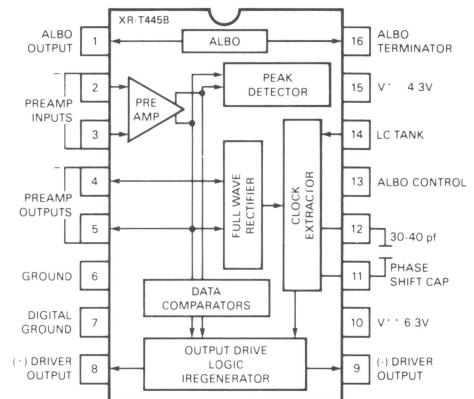 XR-T445B
ALBO
OUTPUT
1
ALBO
16
ALBO
TERMINATOR
2
PREAMP
INPUTS
3
PRE
AMP
PEAK
DETECTOR
15
V+ 4.3V
14
LC TANK
4
PREAMP
OUTPUTS
5
FULL WAVE
RECTIFIER
CLOCK
EXTRACTOR
13
ALBO CONTROL
12
30-40 pf
11
PHASE
SHIFT CAP
GROUND
6
DATA
COMPARATORS
DIGITAL
GROUND
7
10
V++ 6.3V
(-) DRIVER
OUTPUT
8
OUTPUT DRIVE
LOGIC
IREGENERATOR
9
(-) DRIVER
OUTPUT